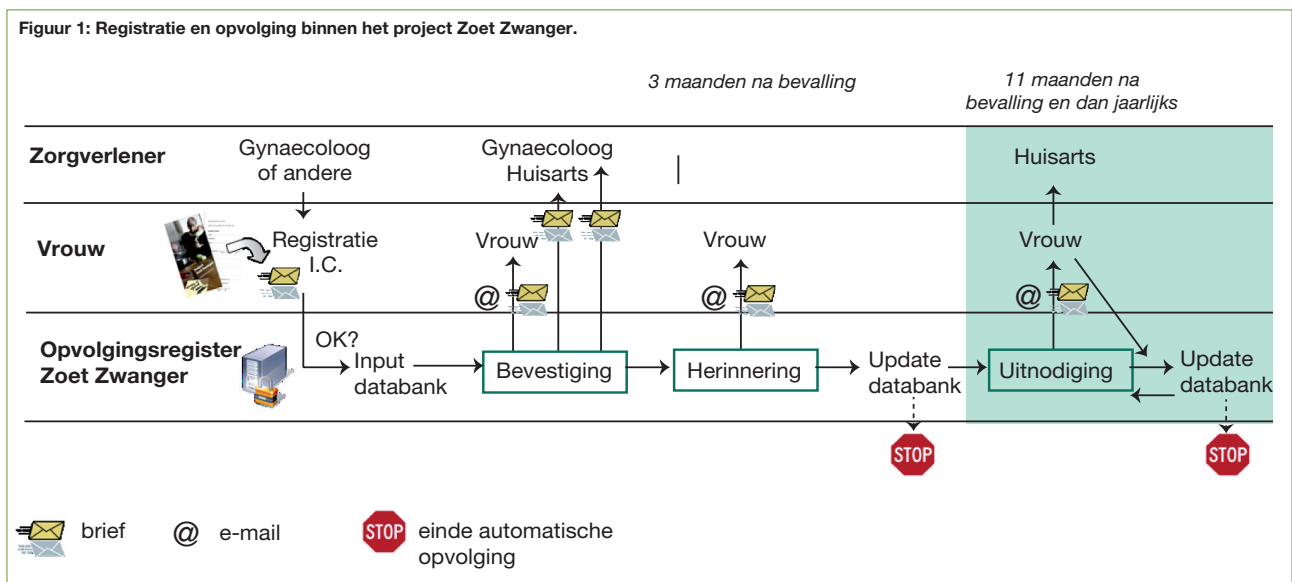 Figuur 1: Registratie en opvolging binnen het project Zoet Zwanger.
3 maanden na bevalling
11 maanden na
bevalling en dan jaarlijks
Zorgverlener
Gynaecoloog
of andere
Gynaecoloog
Huisarts
Huisarts
Vrouw
Registratie
I.C.
Vrouw
@
Vrouw
@
Vrouw
@
Opvolgingsregister
Zoet Zwanger
OK?
Input
databank
Bevestiging
Herinnering
Update
databank
Uitnodiging
Update
databank
STOP
STOP
brief
@ e-mail
STOP einde automatische
opvolging